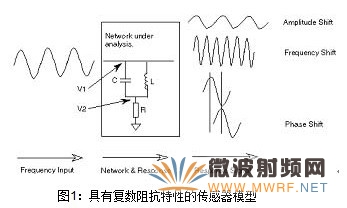 Network under
analysis.
Amplitude Shift
Frequency Shift
C
L
V1
V2
R
Phase Shift
Frequency Input
Network & Response
微波射频网
WWW.MWRF.NET
图1：具有复数阻抗特性的传感器模型